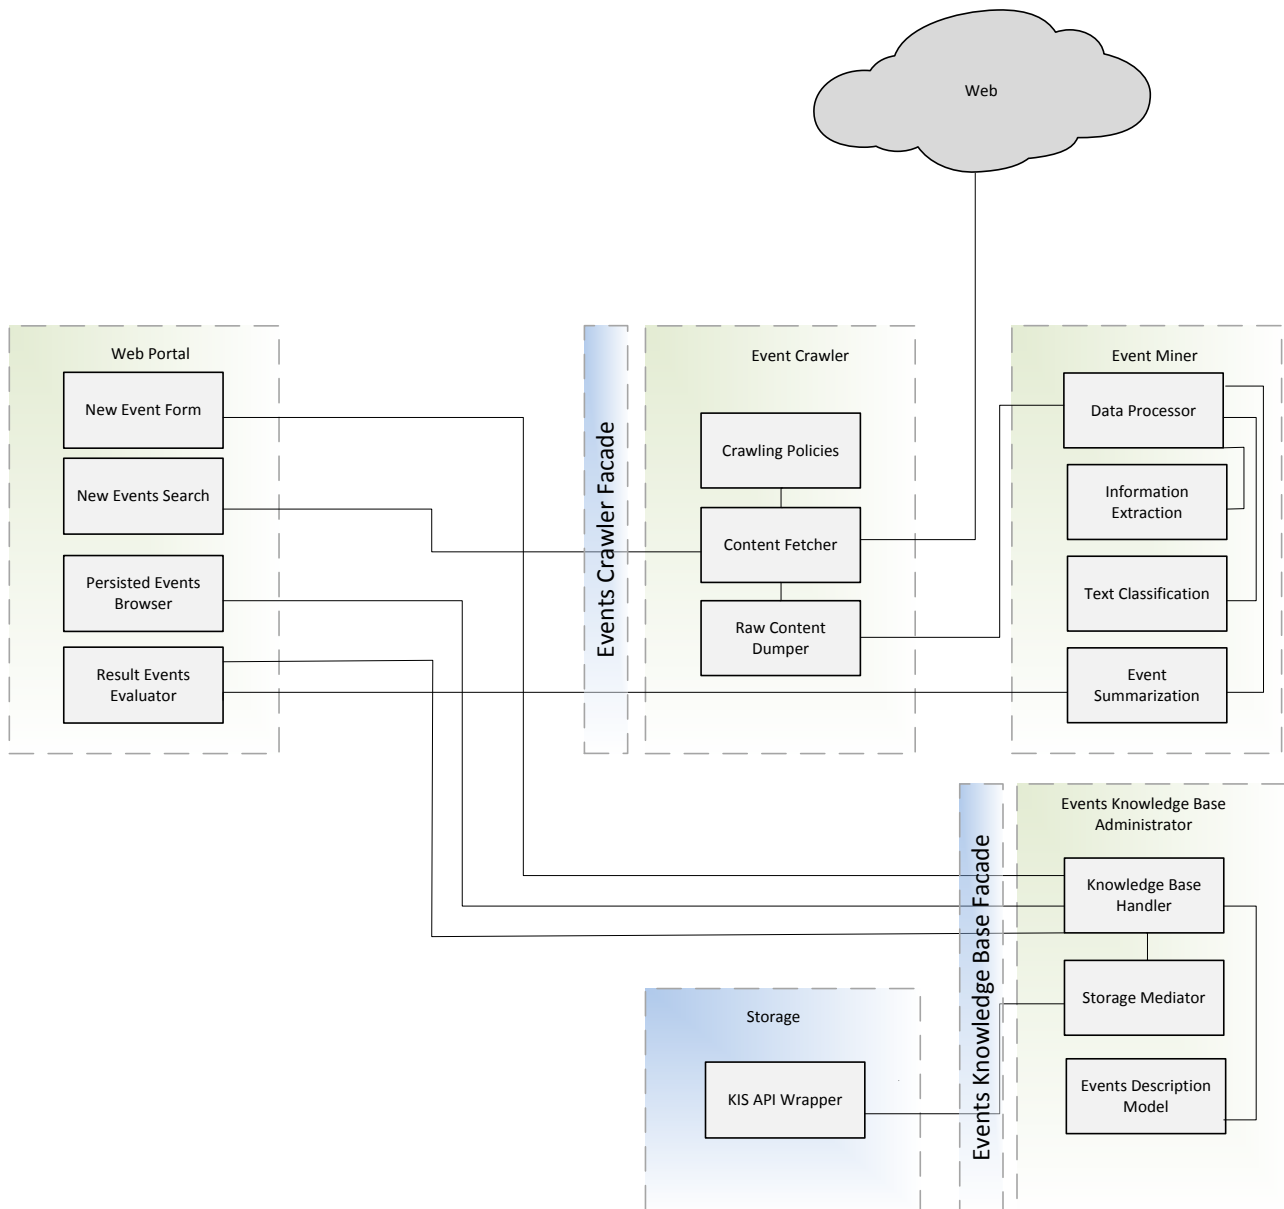 Web
Web Portal
New Event Form
New Events Search
Persisted Events
Browser
Result Events
Evaluator
Events Crawler Facade
Event Crawler
Crawling Policies
Content Fetcher
Raw Content
Dumper
Event Miner
Data Processor
Information
Extraction
Text Classification
Event
Summarization
Events Knowledge Base Facade
Events Knowledge Base
Administrator
Knowledge Base
Handler
Storage Mediator
Events Description
Model
Storage
KIS API Wrapper